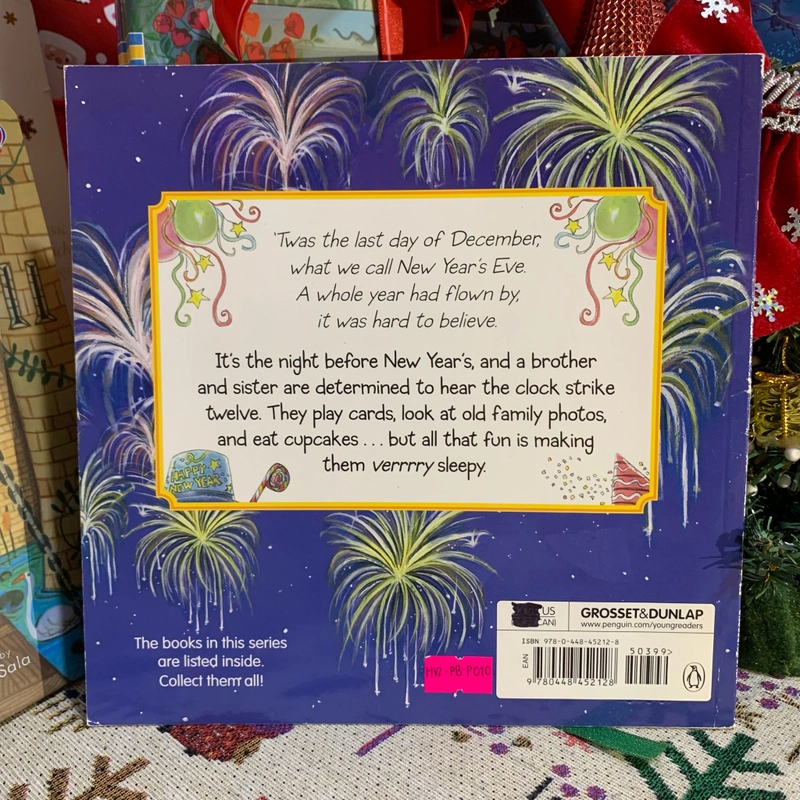 'Twas the last day of December,
what we call New Year's Eve.
A whole year had flown by,
it was hard to believe.
It's the night before New Year's, and a brother
and sister are determined to hear the clock strike
twelve. They play cards, look at old family photos,
and eat cupcakes . . . but all that fun is making
them verrrry sleepy.
HAPPY
NEW YEAR
The books in this series
are listed inside.
Collect them all!
US
CAN)
GROSSET&DUNLAP
www.penguin.com/youngreaders
ISBN 978-0-448-45212-8
50399>
EAN
9 780448 452128
PB-P010
by
Sala